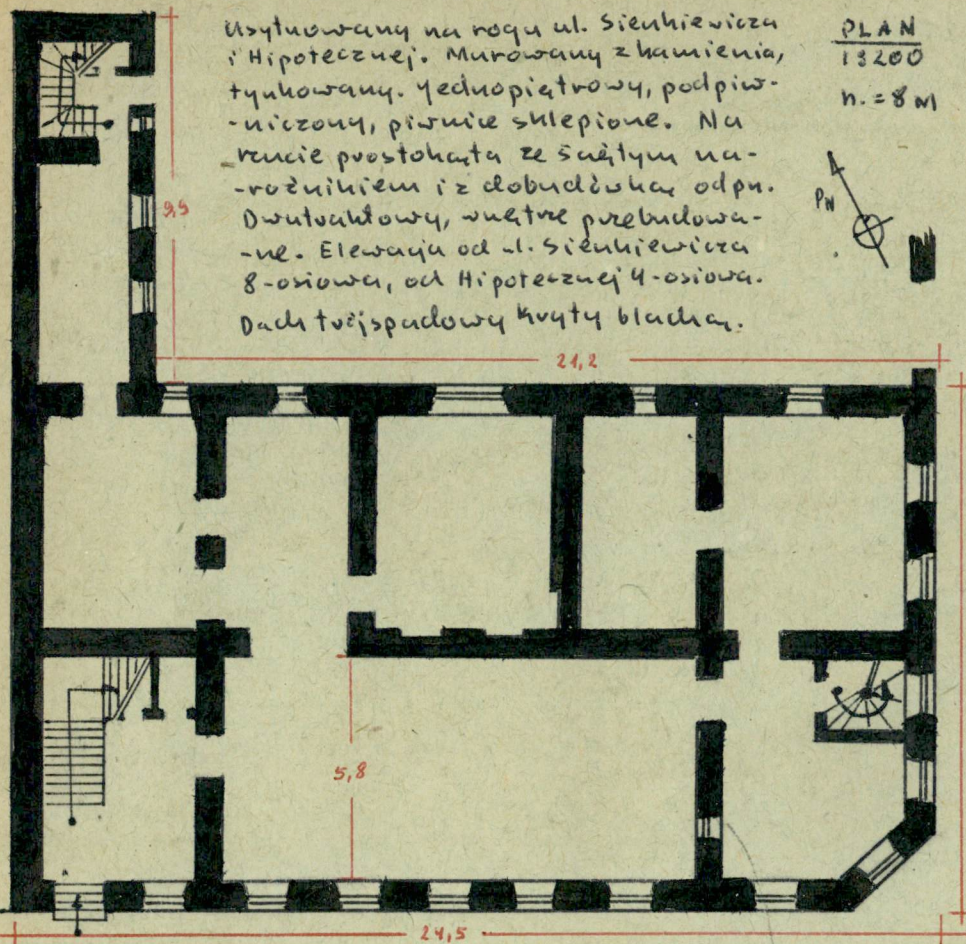 Usytuowany na rogu ul. Sienkiewicza
i Hipotecznej. Murowany z kamienia,
tynkowany. Jednopiętrowy, podpiw-
-niczony, piwnice sklepione. Na
rzucie prostokąta ze ściętym na-
-rożnikiem i z dobudówką od pn.
Dwutraktowy, wnętrze przebudowa-
-ne. Elewacja od ul. Sienkiewicza
8-osiowa, od Hipotecznej 4-osiowa.
Dach trójspadowy kryty blachą.
PLAN
1:200
h. = 8 M
PN
9,9
21,2
5,8
24,5